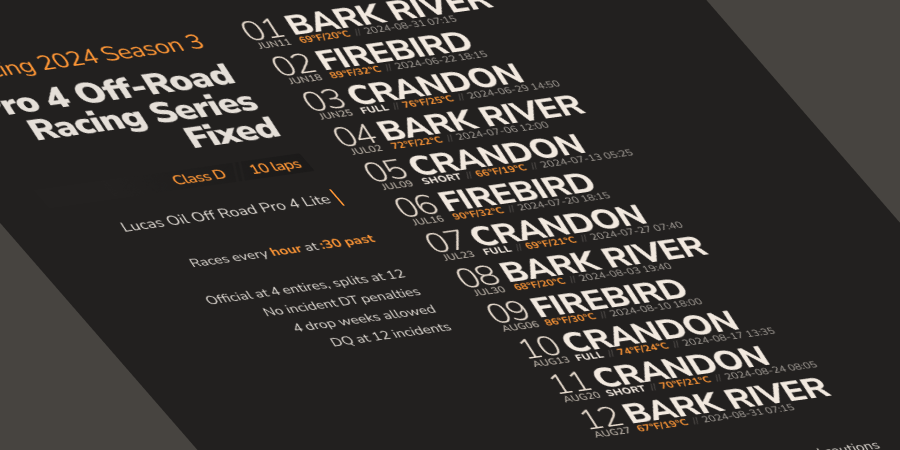 ing 2024 Season 3
ro 4 Off-Road
Racing Series
Fixed
Class D
10 laps
Lucas Oil Off Road Pro 4 Lite
Races every hour at :30 past
Official at 4 entires, splits at 12
No incident DT penalties
4 drop weeks allowed
DQ at 12 incidents
01 BARK RIVER
JUN11 69°F/20°C // 2024-08-31 07:15
02 FIREBIRD
JUN18 89°F/32°C // 2024-06-22 18:15
03 CRANDON
JUN25 FULL // 76°F/25°C // 2024-06-29 14:50
04 BARK RIVER
JUL02 72°F/22°C // 2024-07-06 12:00
05 CRANDON
JUL09 SHORT // 66°F/19°C // 2024-07-13 05:25
06 FIREBIRD
JUL16 90°F/32°C // 2024-07-20 18:15
07 CRANDON
JUL23 FULL // 69°F/21°C // 2024-07-27 07:40
08 BARK RIVER
JUL30 68°F/20°C // 2024-08-03 19:40
09 FIREBIRD
AUG06 86°F/30°C // 2024-08-10 18:00
10 CRANDON
AUG13 FULL // 74°F/24°C // 2024-08-17 13:35
11 CRANDON
AUG20 SHORT // 70°F/21°C // 2024-08-24 08:05
12 BARK RIVER
AUG27 67°F/19°C // 2024-08-31 07:15